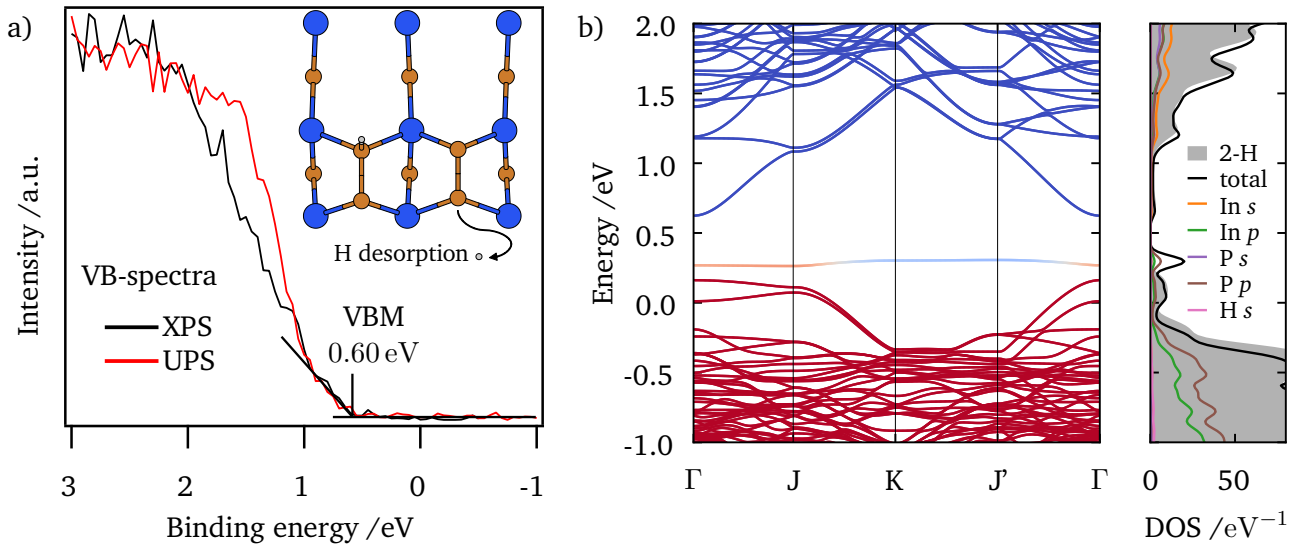 a)
Intensity /a.u.
H desorption
VB-spectra
XPS
UPS
VBM
0.60 eV
3 2 1 0 -1
Binding energy /eV
b)
Energy /eV
2.0
1.5
1.0
0.5
0.0
-0.5
-1.0
Γ J K J' Γ
2-H
total
In s
In p
P s
P p
H s
0 50
DOS /eV⁻¹